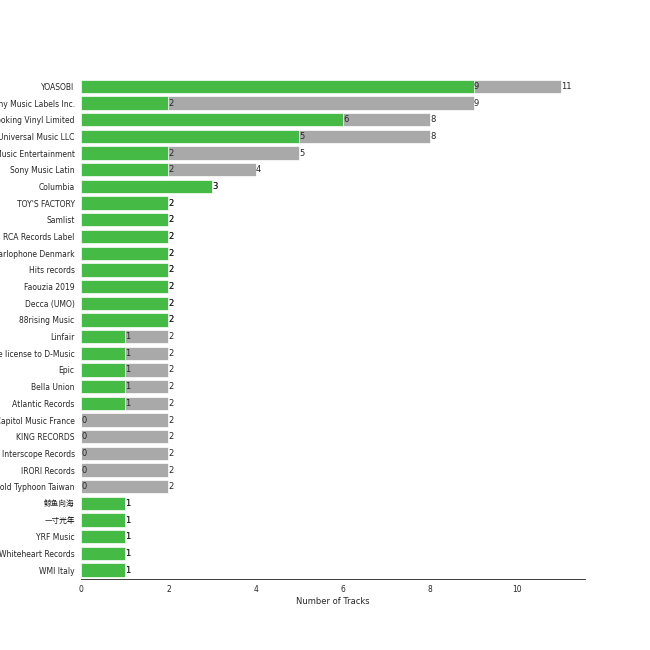 YOASOBI 9 11
ny Music Labels Inc. 2 9
oking Vinyl Limited 6 8
Universal Music LLC 5 8
Music Entertainment 2 5
Sony Music Latin 2 4
Columbia 3
TOY'S FACTORY 2
Samlist 2
RCA Records Label 2
arlophone Denmark 2
Hits records 2
Faouzia 2019 2
Decca (UMO) 2
88rising Music 2
Linfair 1 2
e license to D-Music 1 2
Epic 1 2
Bella Union 1 2
Atlantic Records 1 2
Capitol Music France 0 2
KING RECORDS 0 2
Interscope Records 0 2
IRORI Records 0 2
old Typhoon Taiwan 0 2
鲸鱼向海 1
一寸光年 1
YRF Music 1
Whiteheart Records 1
WMI Italy 1
0 2 4 6 8 10
Number of Tracks